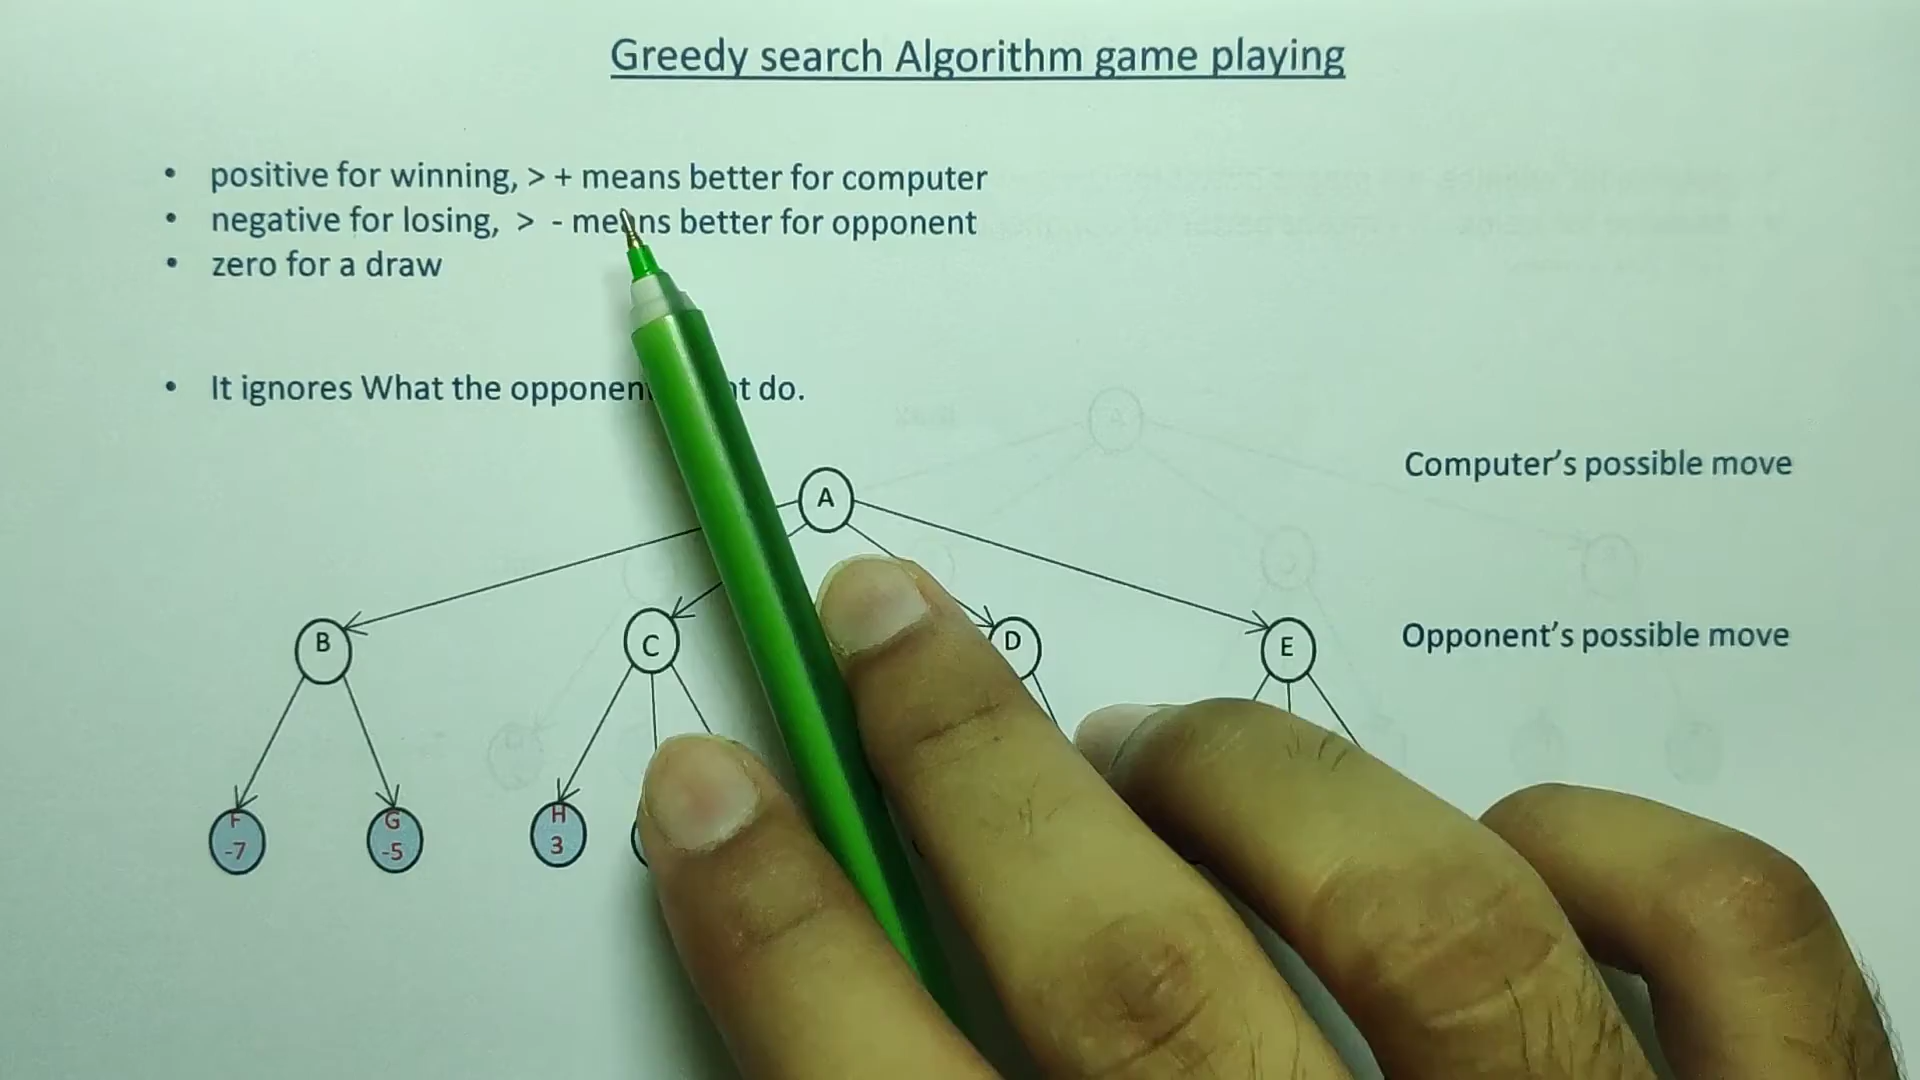 Greedy search Algorithm game playing
• positive for winning, > + means better for computer
• negative for losing, > - means better for opponent
• zero for a draw
• It ignores What the opponent do.
A
Computer's possible move
B
C
D
E
Opponent's possible move
F
-7
G
-5
H
3